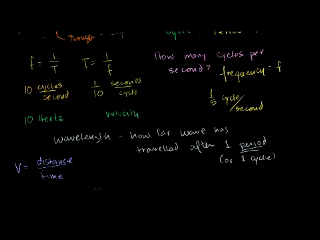 Trough
f = 1/T T = 1/f
How many cycles per
second? frequency = f
10 cycles/second 1/10 seconds/cycle
1/5 cycle/second
10 Hertz velocity
wavelength = how far wave has
travelled after 1 period
(or 1 cycle)
V = distance/time